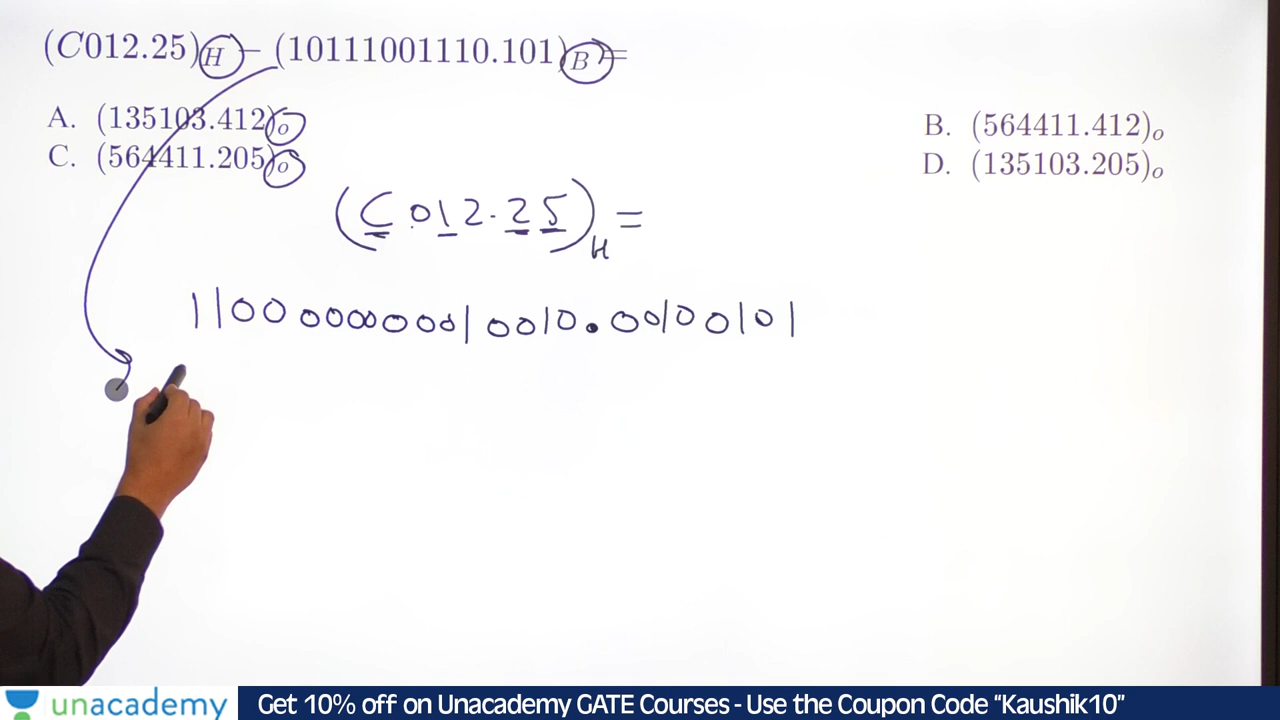 (C012.25)H − (10111001110.101)B =
A. (135103.412)o
B. (564411.412)o
C. (564411.205)o
D. (135103.205)o
(C012.25)H =
1100000000010010.00100101
unacademy
Get 10% off on Unacademy GATE Courses - Use the Coupon Code “Kaushik10”